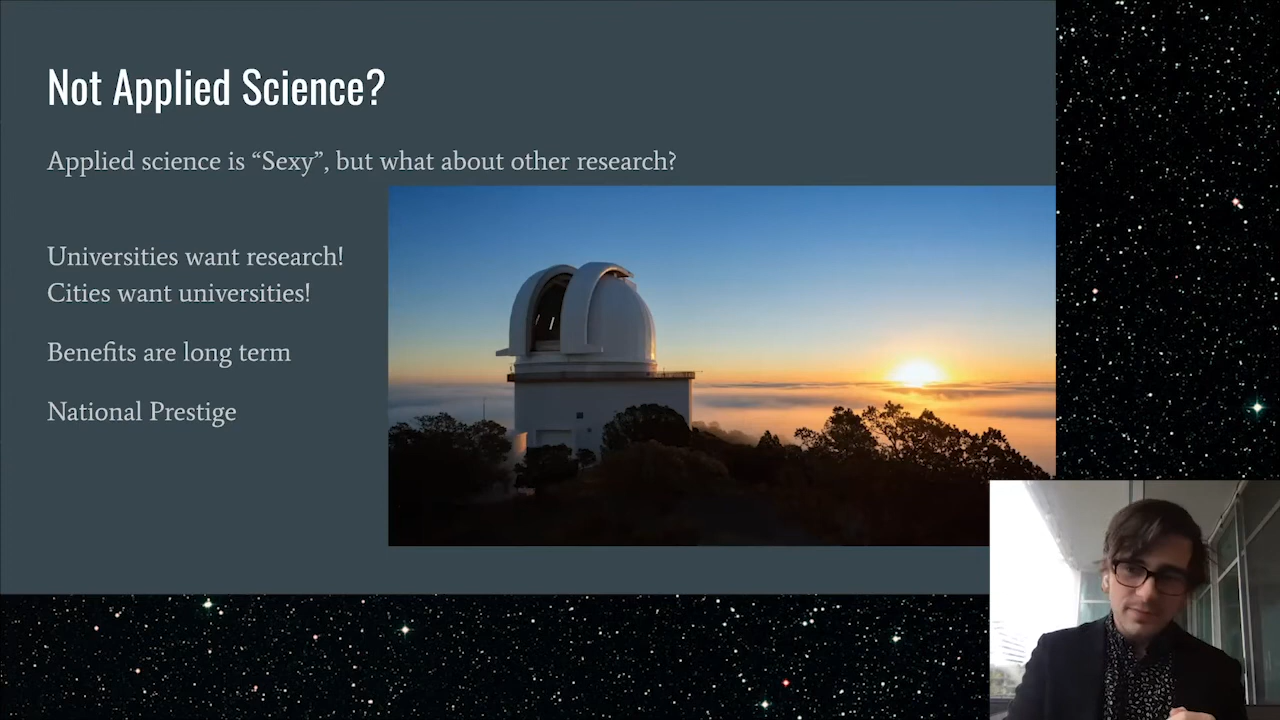 Not Applied Science?
Applied science is “Sexy”, but what about other research?
Universities want research!
Cities want universities!
Benefits are long term
National Prestige